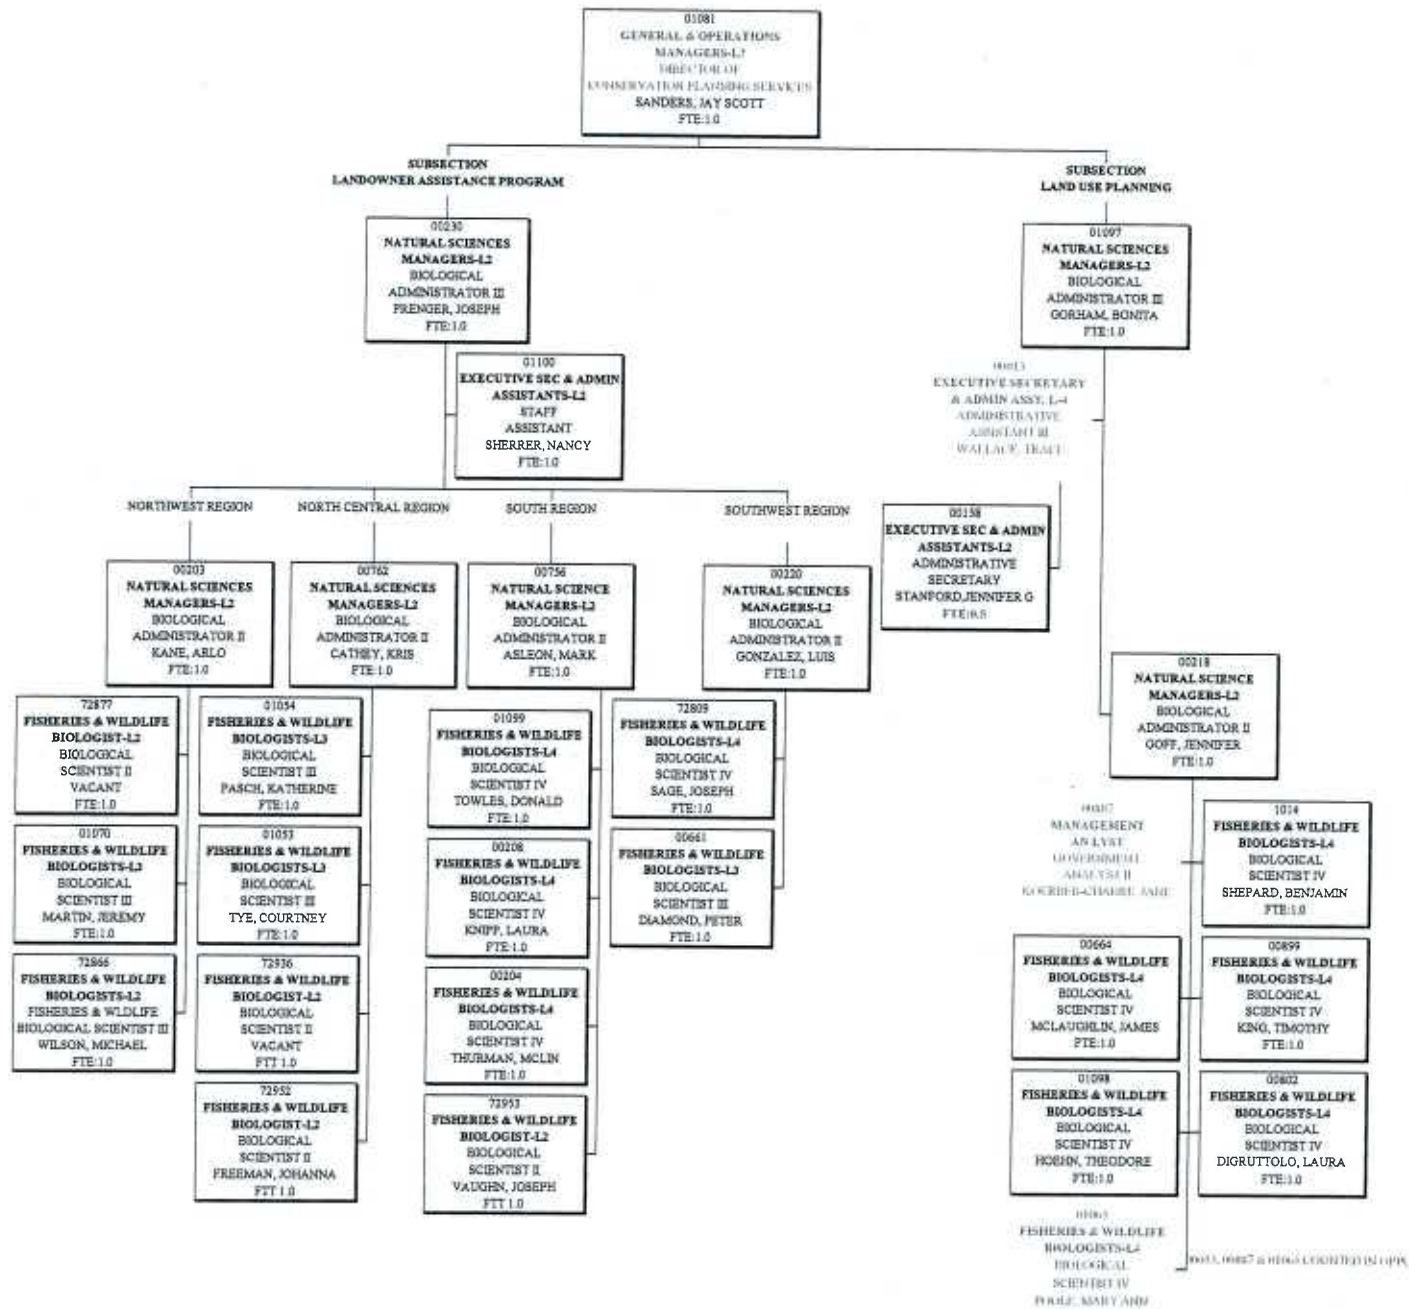 01081
GENERAL & OPERATIONS
MANAGERS-L3
DIRECTOR OF
CONSERVATION PLANNING SERVICES
SANDERS, JAY SCOTT
FTE:1.0
SUBSECTION
LANDOWNER ASSISTANCE PROGRAM
SUBSECTION
LAND USE PLANNING
00230
NATURAL SCIENCES
MANAGERS-L2
BIOLOGICAL
ADMINISTRATOR III
PRENGER, JOSEPH
FTE:1.0
01097
NATURAL SCIENCES
MANAGERS-L2
BIOLOGICAL
ADMINISTRATOR III
GORHAM, BONITA
FTE:1.0
01100
EXECUTIVE SEC & ADMIN
ASSISTANTS-L2
STAFF
ASSISTANT
SHERRER, NANCY
FTE:1.0
EXECUTIVE SECRETARY
& ADMIN ASSY, L-4
ADMINISTRATIVE
ASSISTANT III
WALLACE, TRACI
00158
EXECUTIVE SEC & ADMIN
ASSISTANTS-L2
ADMINISTRATIVE
SECRETARY
STANFORD,JENNIFER G
FTE:0.5
NORTHWEST REGION
NORTH CENTRAL REGION
SOUTH REGION
SOUTHWEST REGION
00203
NATURAL SCIENCES
MANAGERS-L2
BIOLOGICAL
ADMINISTRATOR II
KANE, ARLO
FTE:1.0
00762
NATURAL SCIENCES
MANAGERS-L2
BIOLOGICAL
ADMINISTRATOR II
CATHEY, KRIS
FTE:1.0
00756
NATURAL SCIENCE
MANAGERS-L2
BIOLOGICAL
ADMINISTRATOR II
ASLEON, MARK
FTE:1.0
00220
NATURAL SCIENCES
MANAGERS-L2
BIOLOGICAL
ADMINISTRATOR II
GONZALEZ, LUIS
FTE:1.0
00218
NATURAL SCIENCE
MANAGERS-L2
BIOLOGICAL
ADMINISTRATOR II
GOFF, JENNIFER
FTE:1.0
72877
FISHERIES & WILDLIFE
BIOLOGIST-L2
BIOLOGICAL
SCIENTIST II
VACANT
FTE:1.0
01070
FISHERIES & WILDLIFE
BIOLOGISTS-L3
BIOLOGICAL
SCIENTIST III
MARTIN, JEREMY
FTE:1.0
72866
FISHERIES & WILDLIFE
BIOLOGISTS-L2
FISHERIES & WLDLIFE
BIOLOGICAL SCIENTIST III
WILSON, MICHAEL
FTE:1.0
01054
FISHERIES & WILDLIFE
BIOLOGISTS-L3
BIOLOGICAL
SCIENTIST III
PASCH, KATHERINE
FTE:1.0
01053
FISHERIES & WILDLIFE
BIOLOGISTS-L3
BIOLOGICAL
SCIENTIST III
TYE, COURTNEY
FTE:1.0
72936
FISHERIES & WILDLIFE
BIOLOGIST-L2
BIOLOGICAL
SCIENTIST II
VACANT
FTT 1.0
72952
FISHERIES & WILDLIFE
BIOLOGIST-L2
BIOLOGICAL
SCIENTIST II
FREEMAN, JOHANNA
FTT 1.0
01099
FISHERIES & WILDLIFE
BIOLOGISTS-L4
BIOLOGICAL
SCIENTIST IV
TOWLES, DONALD
FTE:1.0
00208
FISHERIES & WILDLIFE
BIOLOGISTS-L4
BIOLOGICAL
SCIENTIST IV
KNIPP, LAURA
FTE:1.0
00204
FISHERIES & WILDLIFE
BIOLOGISTS-L4
BIOLOGICAL
SCIENTIST IV
THURMAN, MCLIN
FTE:1.0
72953
FISHERIES & WILDLIFE
BIOLOGIST-L2
BIOLOGICAL
SCIENTIST II
VAUGHN, JOSEPH
FTT 1.0
72809
FISHERIES & WILDLIFE
BIOLOGISTS-L4
BIOLOGICAL
SCIENTIST IV
SAGE, JOSEPH
FTE:1.0
00661
FISHERIES & WILDLIFE
BIOLOGISTS-L3
BIOLOGICAL
SCIENTIST III
DIAMOND, PETER
FTE:1.0
MANAGEMENT
AN LYST
GOVERNMENT
ANALYST II
1014
FISHERIES & WILDLIFE
BIOLOGISTS-L4
BIOLOGICAL
SCIENTIST IV
SHEPARD, BENJAMIN
FTE:1.0
00664
FISHERIES & WILDLIFE
BIOLOGISTS-L4
BIOLOGICAL
SCIENTIST IV
MCLAUGHLIN, JAMES
FTE:1.0
00899
FISHERIES & WILDLIFE
BIOLOGISTS-L4
BIOLOGICAL
SCIENTIST IV
KING, TIMOTHY
FTE:1.0
01098
FISHERIES & WILDLIFE
BIOLOGISTS-L4
BIOLOGICAL
SCIENTIST IV
HOEHN, THEODORE
FTE:1.0
00802
FISHERIES & WILDLIFE
BIOLOGISTS-L4
BIOLOGICAL
SCIENTIST IV
DIGRUTTOLO, LAURA
FTE:1.0
FISHERIES & WILDLIFE
BIOLOGISTS-L4
BIOLOGICAL
SCIENTIST IV
POOLE, MARY ANN
COUNTED IN